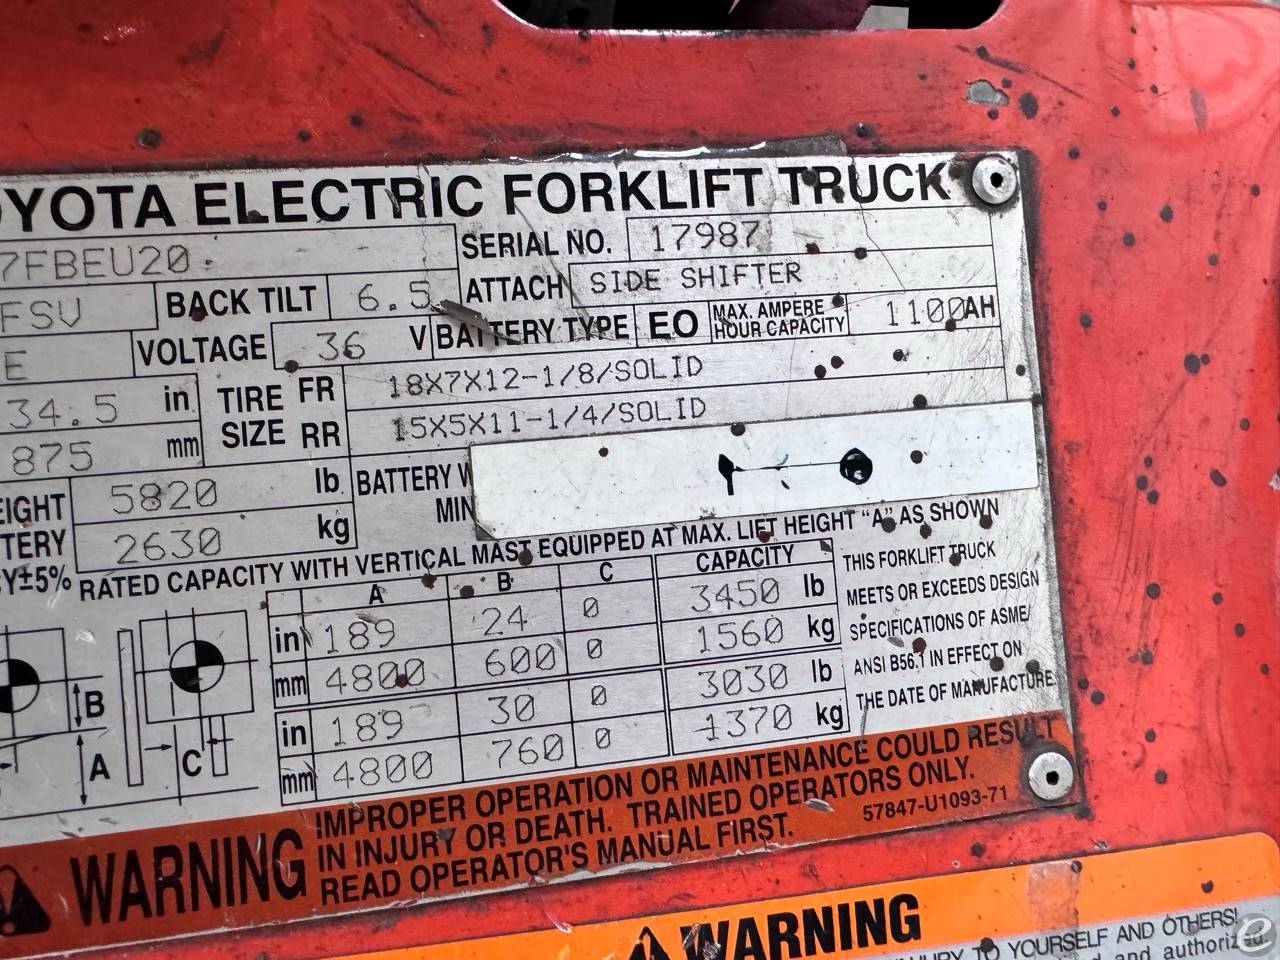 OYOTA ELECTRIC FORKLIFT TRUCK
7FBEU20 SERIAL NO. 17987
FSV BACK TILT 6.5 ATTACH SIDE SHIFTER
E VOLTAGE 36 V BATTERY TYPE EO MAX. AMPERE HOUR CAPACITY 1100AH
34.5 in TIRE SIZE FR 18X7X12-1/8/SOLID
875 mm RR 15X5X11-1/4/SOLID
EIGHT 5820 lb BATTERY W
TERY 2630 kg MIN
Y±5% RATED CAPACITY WITH VERTICAL MAST EQUIPPED AT MAX. LIFT HEIGHT "A" AS SHOWN
A B C CAPACITY
in 189 24 0 3450 lb
mm 4800 600 0 1560 kg
in 189 30 0 3030 lb
mm 4800 760 0 1370 kg
B
A
C
THIS FORKLIFT TRUCK
MEETS OR EXCEEDS DESIGN
SPECIFICATIONS OF ASME/
ANSI B56.1 IN EFFECT ON
THE DATE OF MANUFACTURE.
WARNING
IMPROPER OPERATION OR MAINTENANCE COULD RESULT
IN INJURY OR DEATH. TRAINED OPERATORS ONLY.
READ OPERATOR'S MANUAL FIRST.
57847-U1093-71
WARNING
TO YOURSELF AND OTHERS!
and authoriz
e